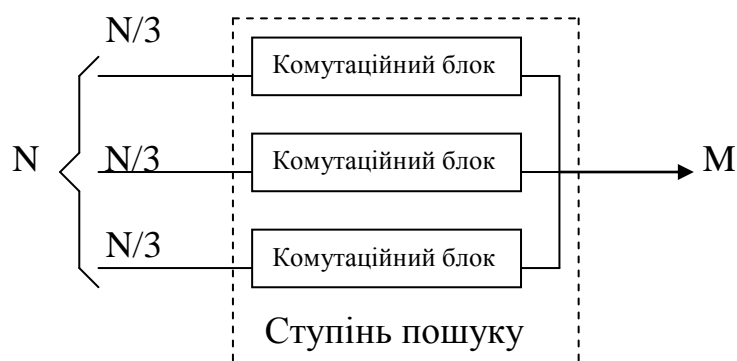 N/3
Комутаційний блок
N
N/3
Комутаційний блок
M
N/3
Комутаційний блок
Ступінь пошуку